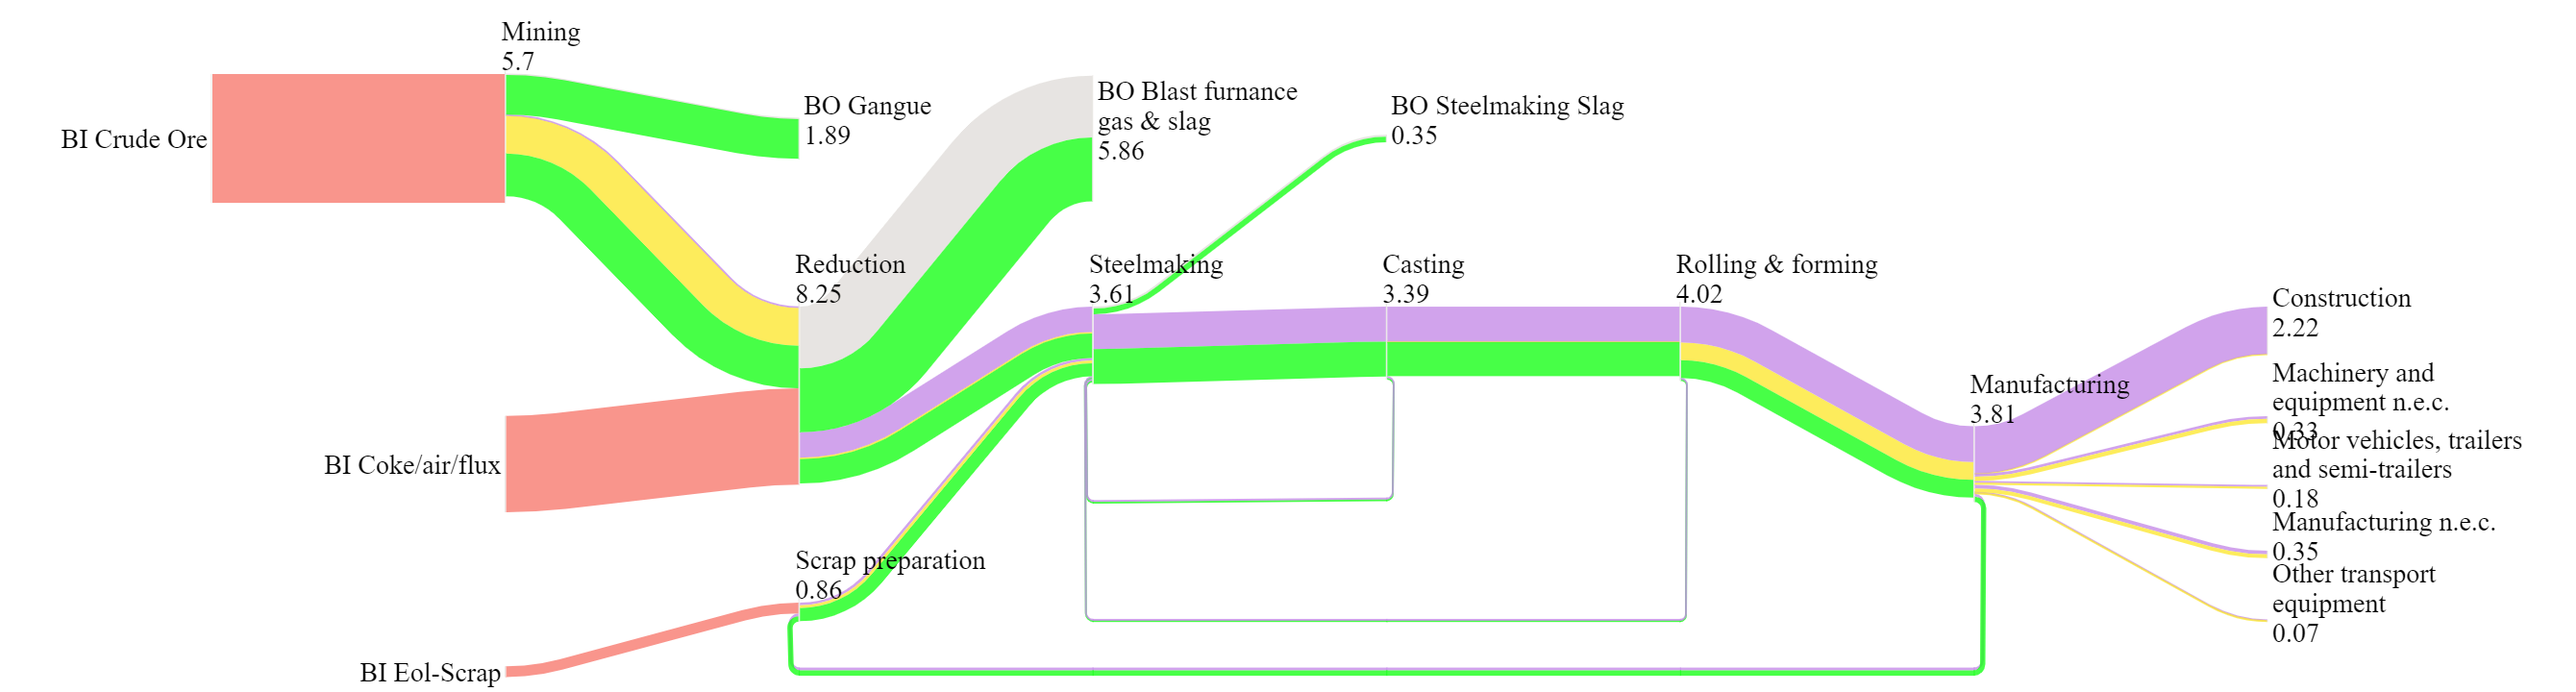 Mining
5.7
BI Crude Ore
BO Gangue
1.89
BO Blast furnance
gas & slag
5.86
BO Steelmaking Slag
0.35
Reduction
8.25
Steelmaking
3.61
Casting
3.39
Rolling & forming
4.02
Manufacturing
3.81
Construction
2.22
Machinery and
equipment n.e.c.
0.33
Motor vehicles, trailers
and semi-trailers
0.18
Manufacturing n.e.c.
0.35
Other transport
equipment
0.07
BI Coke/air/flux
Scrap preparation
0.86
BI Eol-Scrap